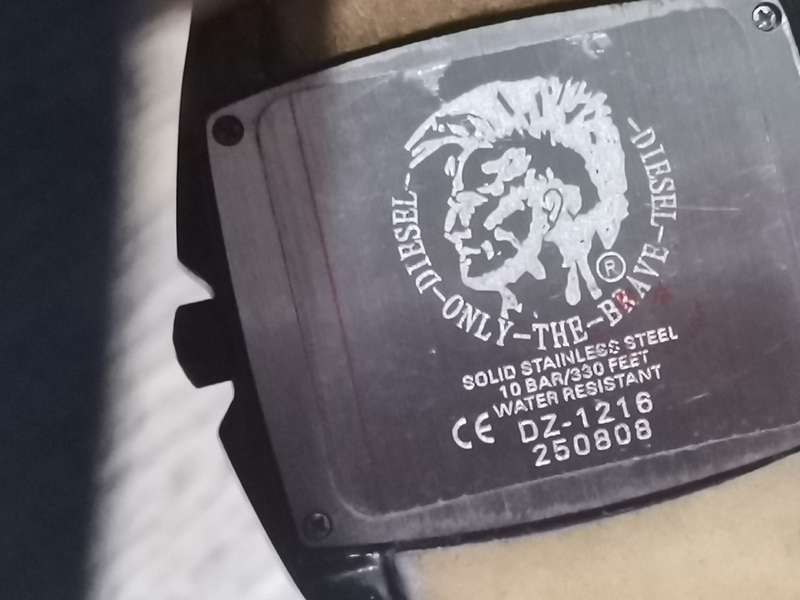 DIESEL-ONLY-THE-BRAVE-DIESEL
®
SOLID STAINLESS STEEL
10 BAR/330 FEET
WATER RESISTANT
CE DZ-1216
250808